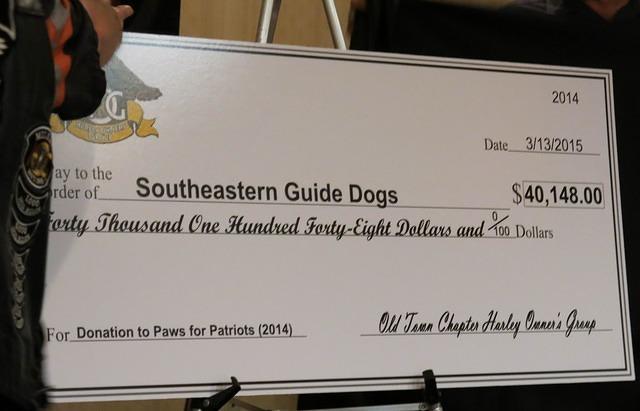 2014
Date 3/13/2015
ay to the
rder of Southeastern Guide Dogs $40,148.00
Forty Thousand One Hundred Forty-Eight Dollars and 0/100 Dollars
For Donation to Paws for Patriots (2014)
Old Town Chapter Harley Owner's Group